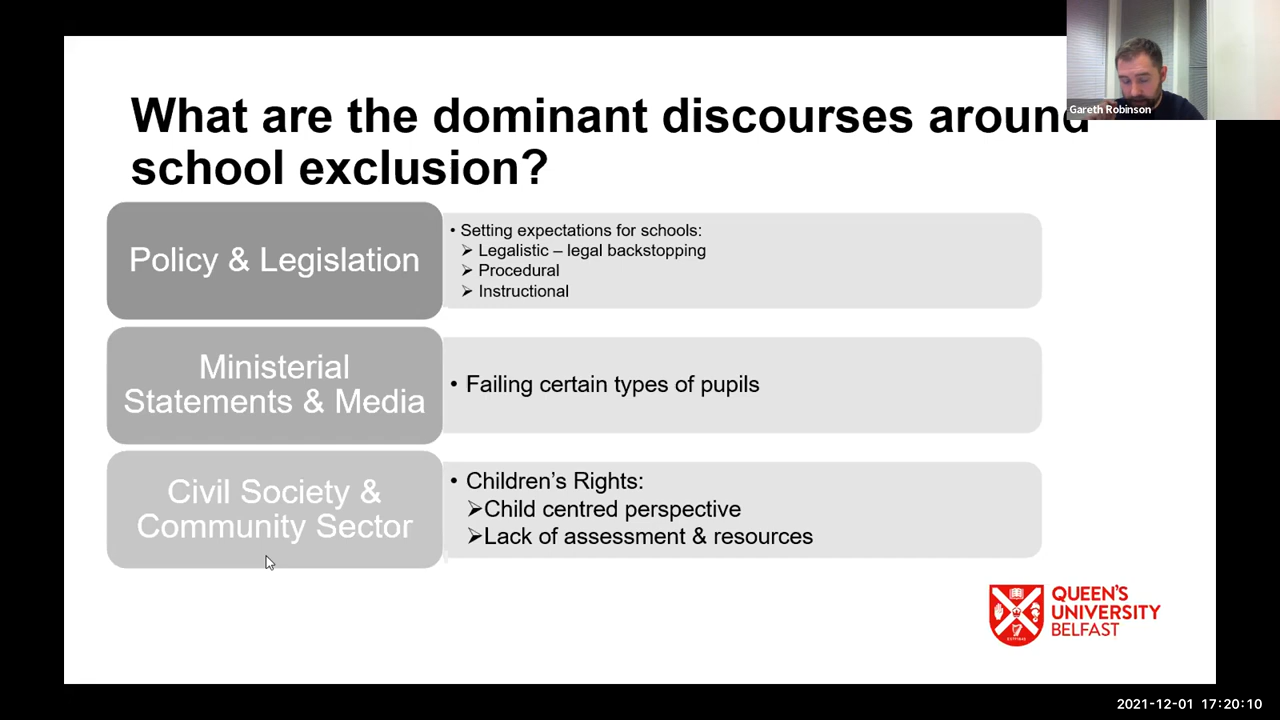 What are the dominant discourses around
school exclusion?
Gareth Robinson
Policy & Legislation
• Setting expectations for schools:
➢ Legalistic – legal backstopping
➢ Procedural
➢ Instructional
Ministerial
Statements & Media
• Failing certain types of pupils
Civil Society &
Community Sector
• Children’s Rights:
➢Child centred perspective
➢Lack of assessment & resources
QUEEN'S
UNIVERSITY
BELFAST
2021-12-01 17:20:10